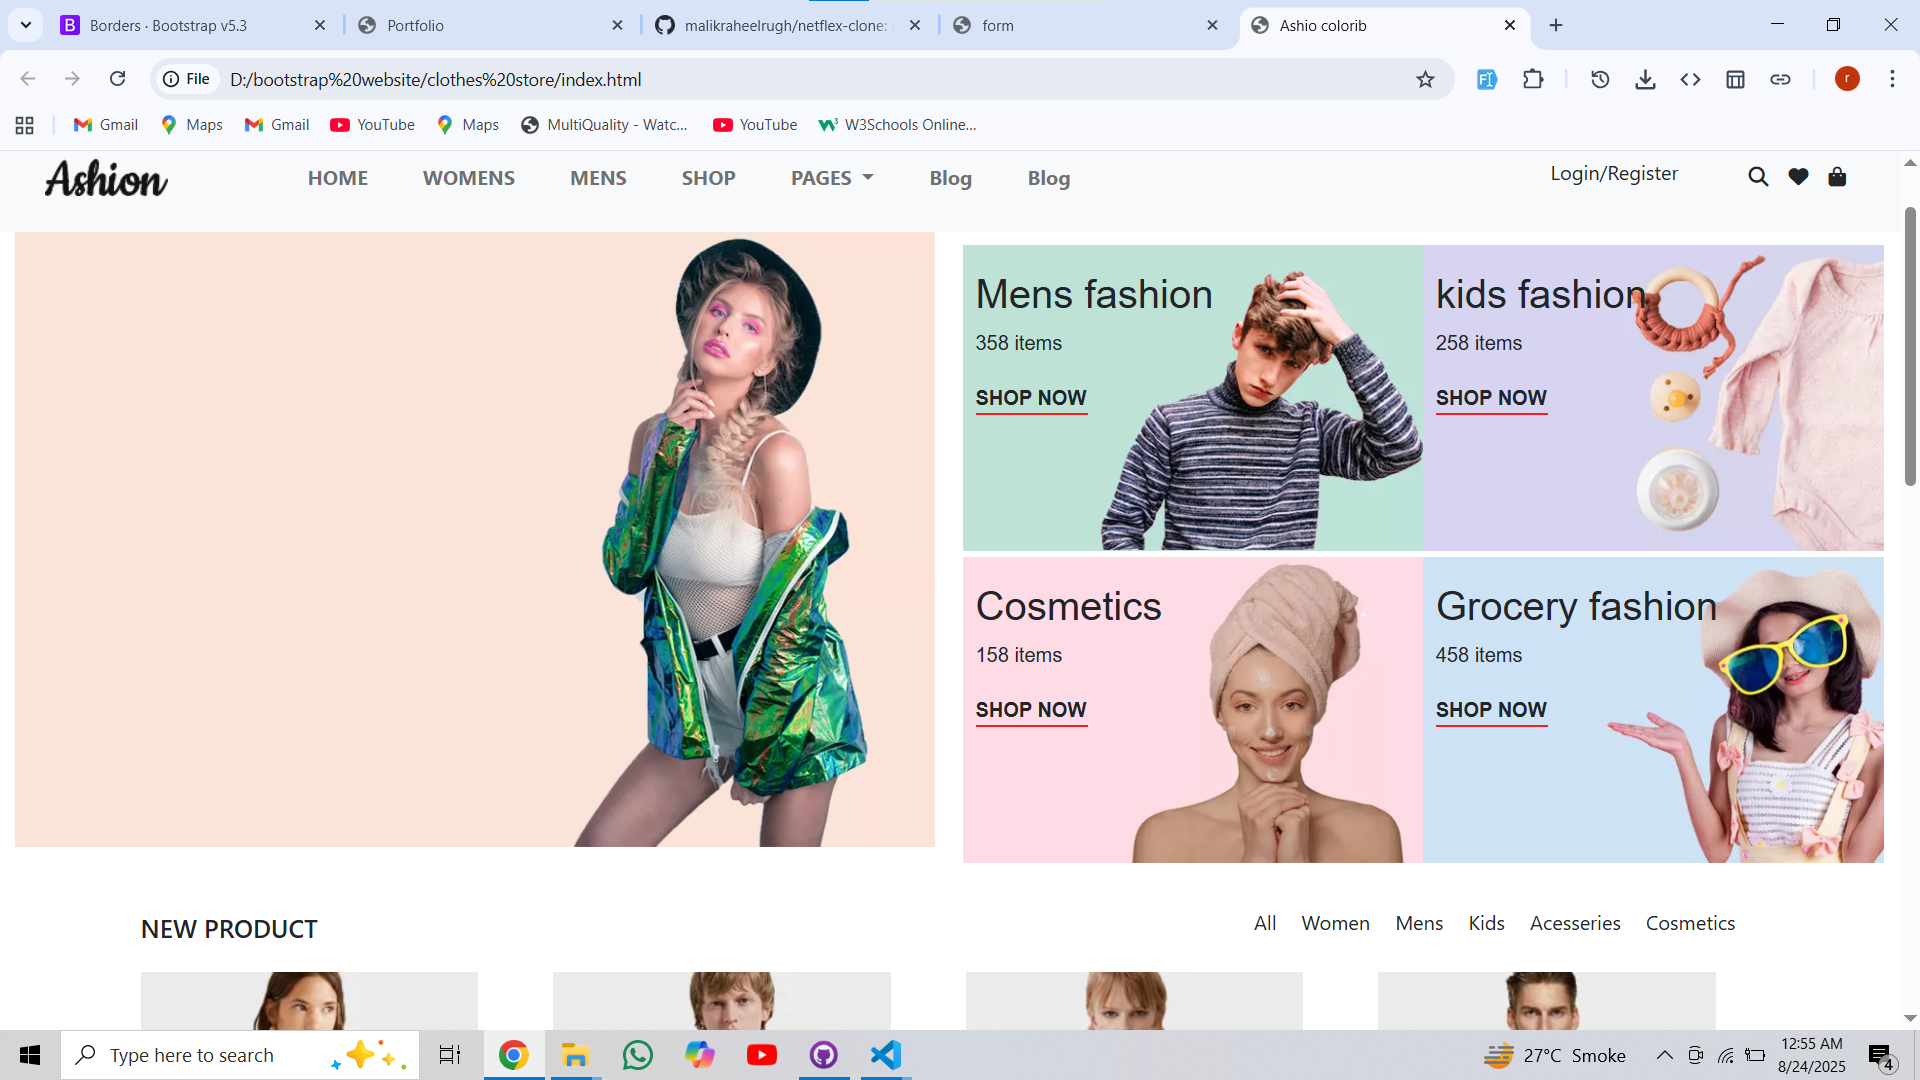 Borders · Bootstrap v5.3
Portfolio
malikraheelrugh/netflex-clone:
form
Ashio colorib
File
D:/bootstrap%20website/clothes%20store/index.html
r
Gmail
Maps
Gmail
YouTube
Maps
MultiQuality - Watc...
YouTube
W3Schools Online...
Ashion
HOME
WOMENS
MENS
SHOP
PAGES
Blog
Blog
Login/Register
Mens fashion
358 items
SHOP NOW
kids fashion
258 items
SHOP NOW
Cosmetics
158 items
SHOP NOW
Grocery fashion
458 items
SHOP NOW
NEW PRODUCT
All
Women
Mens
Kids
Acesseries
Cosmetics
Type here to search
27°C Smoke
12:55 AM
8/24/2025
4